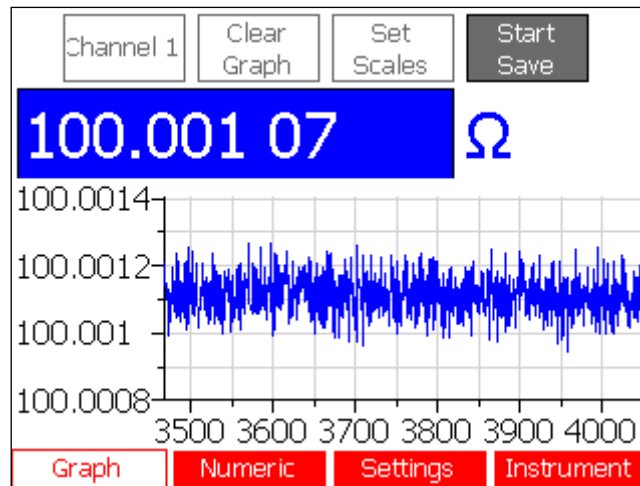 Channel 1
Clear
Graph
Set
Scales
Start
Save
100.001 07 Ω
100.0014
100.0012
100.001
100.0008
3500 3600 3700 3800 3900 4000
Graph Numeric Settings Instrument